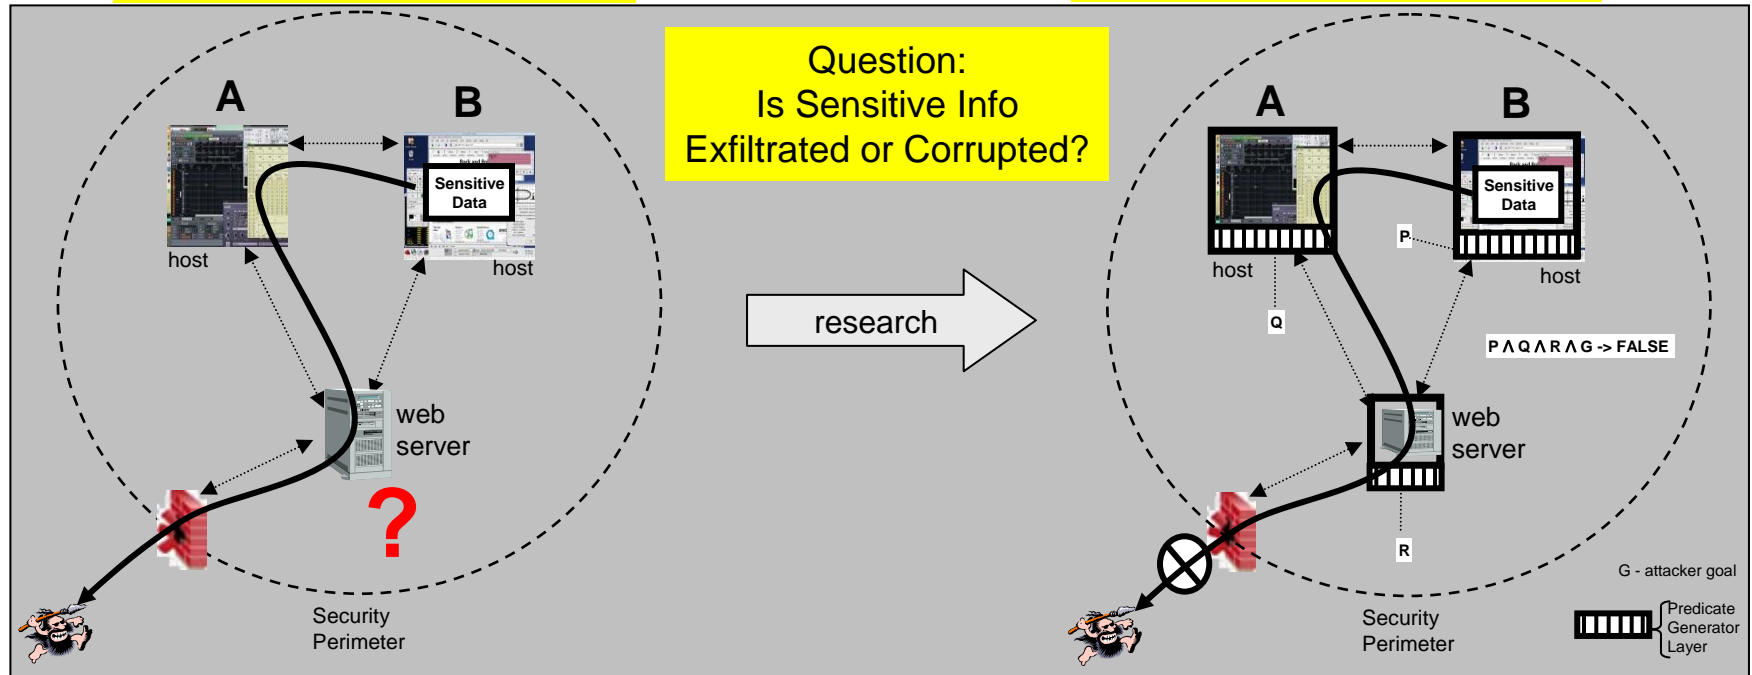 Question:
Is Sensitive Info
Exfiltrated or Corrupted?
A
B
Sensitive
Data
host
host
web
server
?
Security
Perimeter
research
A
B
Sensitive
Data
P
host
host
Q
P Λ Q Λ R Λ G -> FALSE
web
server
R
G - attacker goal
Security
Perimeter
Predicate
Generator
Layer